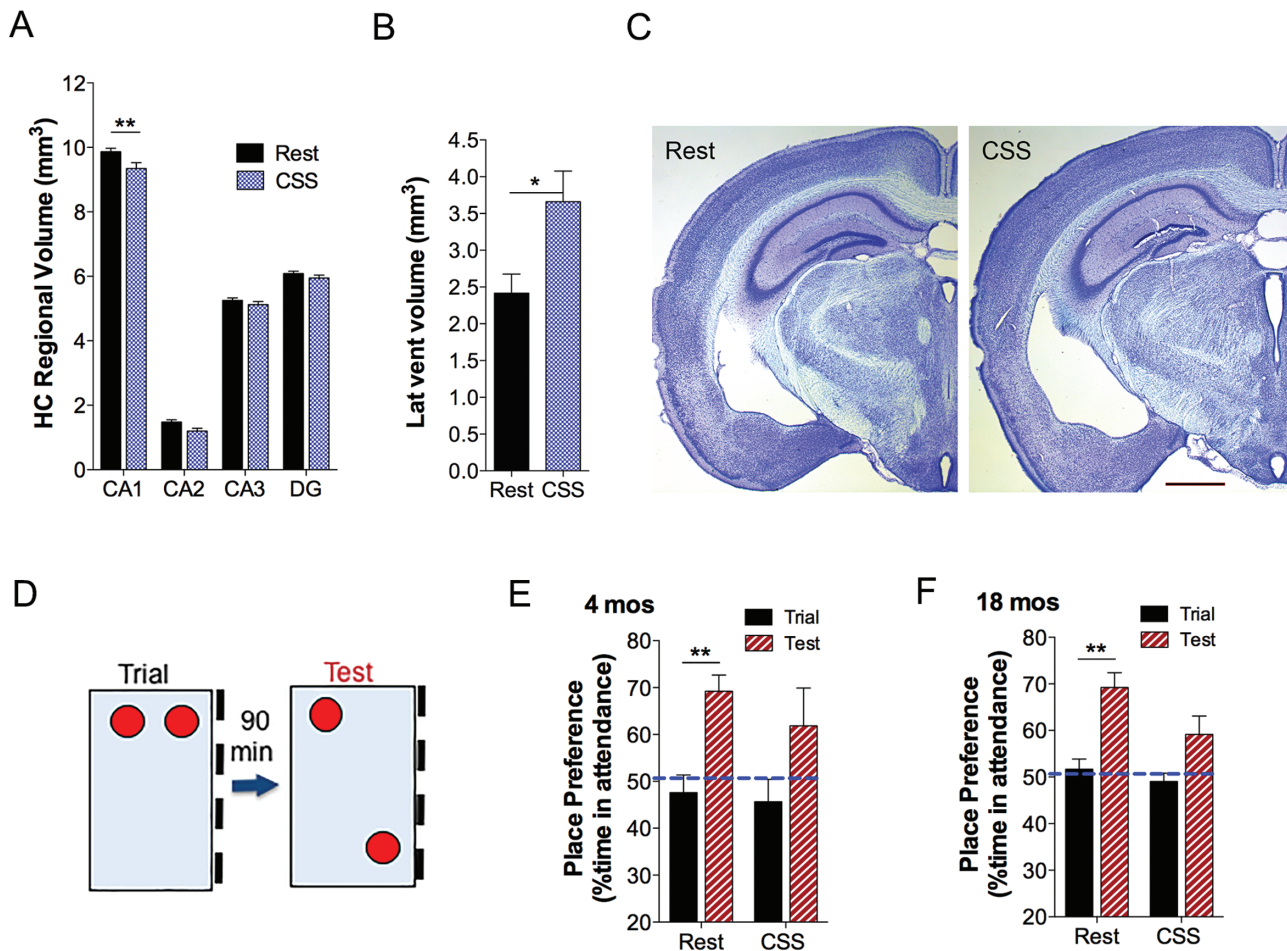 A
HC Regional Volume (mm³)
12
10
8
6
4
2
0
**
Rest
CSS
CA1 CA2 CA3 DG
B
Lat vent volume (mm³)
4.5
4.0
3.5
3.0
2.5
2.0
1.5
1.0
0.5
0.0
*
Rest CSS
C
Rest
CSS
D
Trial
90
min
Test
E
4 mos
Trial
Test
Place Preference
(%time in attendance)
80
70
60
50
40
30
20
**
Rest CSS
F
18 mos
Trial
Test
Place Preference
(%time in attendance)
80
70
60
50
40
30
20
**
Rest CSS